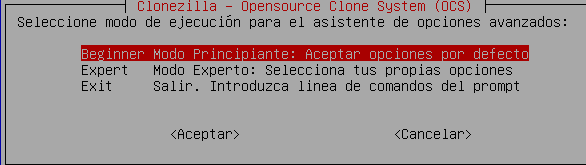 Clonezilla - Opensource Clone System (OCS)
Seleccione modo de ejecución para el asistente de opciones avanzados:
Beginner Modo Principiante: Aceptar opciones por defecto
Expert Modo Experto: Selecciona tus propias opciones
Exit Salir. Introduzca linea de comandos del prompt
<Aceptar> <Cancelar>